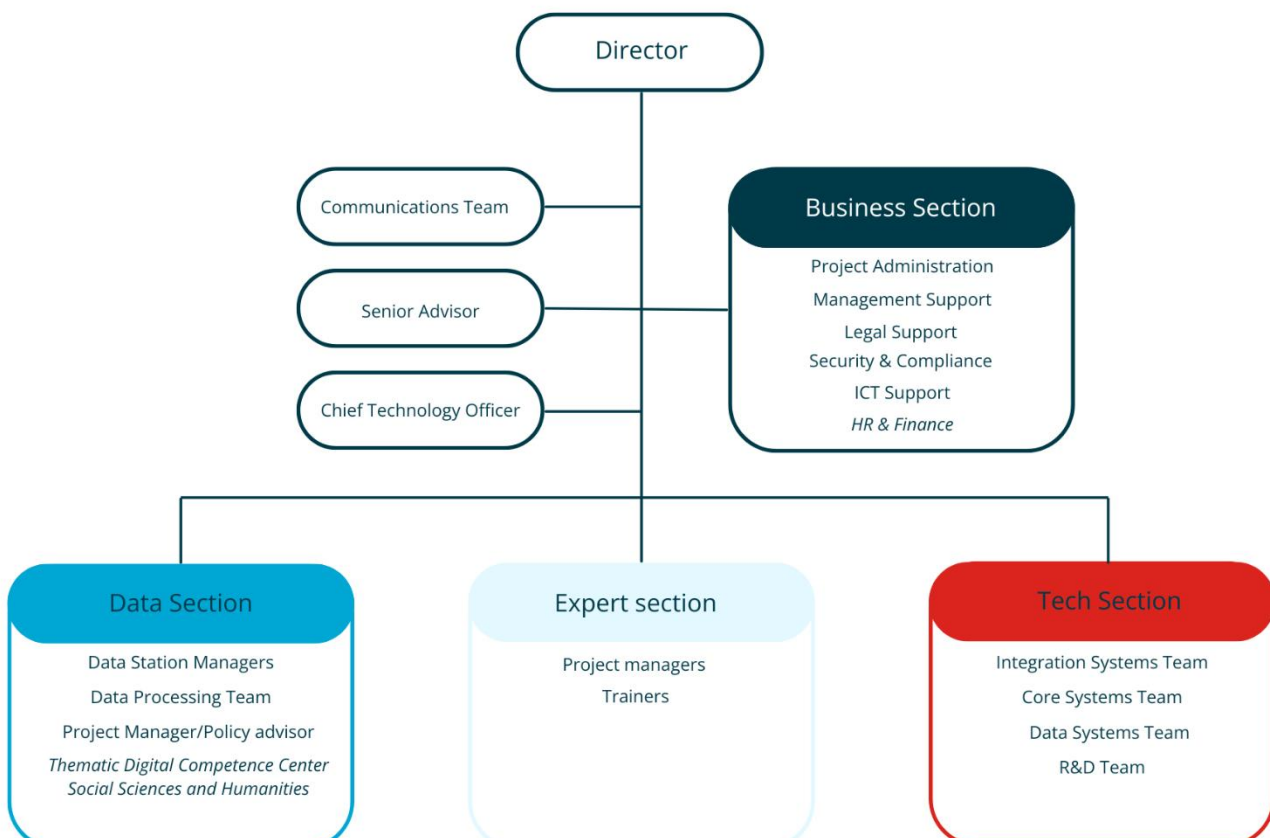 Director
Communications Team
Senior Advisor
Chief Technology Officer
Business Section
Project Administration
Management Support
Legal Support
Security & Compliance
ICT Support
HR & Finance
Data Section
Data Station Managers
Data Processing Team
Project Manager/Policy advisor
Thematic Digital Competence Center
Social Sciences and Humanities
Expert section
Project managers
Trainers
Tech Section
Integration Systems Team
Core Systems Team
Data Systems Team
R&D Team